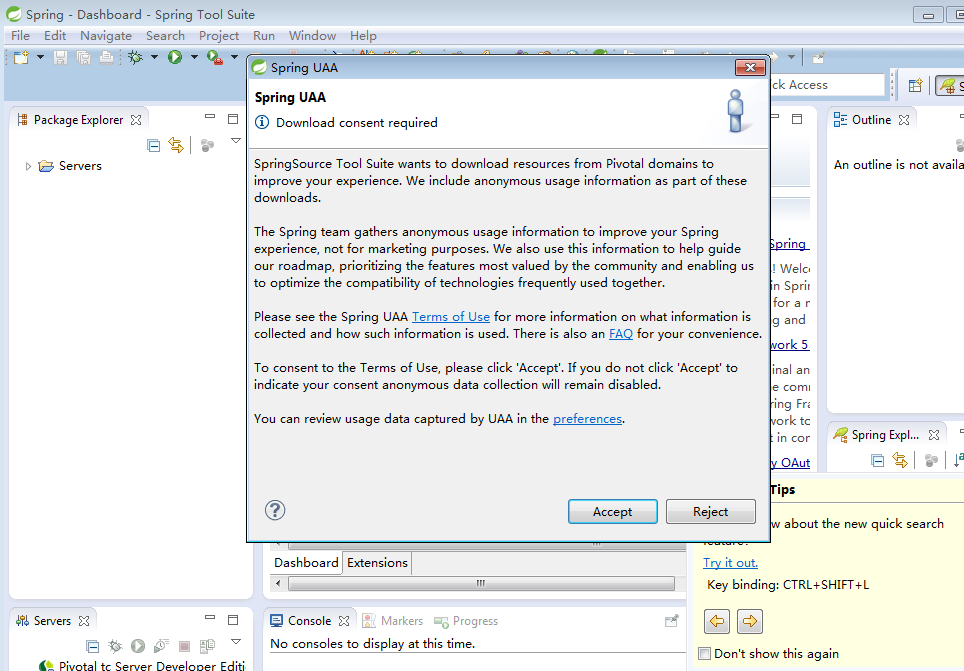 Spring - Dashboard - Spring Tool Suite
File Edit Navigate Search Project Run Window Help
Access
Package Explorer
Servers
Spring UAA
Spring UAA
Download consent required
SpringSource Tool Suite wants to download resources from Pivotal domains to
improve your experience. We include anonymous usage information as part of these
downloads.
The Spring team gathers anonymous usage information to improve your Spring
experience, not for marketing purposes. We also use this information to help guide
our roadmap, prioritizing the features most valued by the community and enabling us
to optimize the compatibility of technologies frequently used together.
Please see the Spring UAA Terms of Use for more information on what information is
collected and how such information is used. There is also an FAQ for your convenience.
To consent to the Terms of Use, please click 'Accept'. If you do not click 'Accept' to
indicate your consent anonymous data collection will remain disabled.
You can review usage data captured by UAA in the preferences.
Accept Reject
Spring
! Welc
in Sprin
for a
g and
work 5
inal an
e com
ring Fra
work to
t in con
y OAut
Outline
An outline is not availa
Spring Expl...
Tips
w about the new quick search
feature?
Try it out.
Key binding: CTRL+SHIFT+L
Don't show this again
Dashboard Extensions
Servers
Pivotal tc Server Developer Editi
Console Markers Progress
No consoles to display at this time.